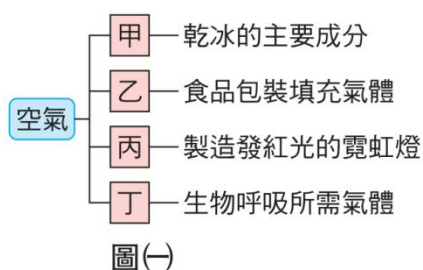 甲 乾冰的主要成分
乙 食品包裝填充氣體
空氣
丙 製造發紅光的霓虹燈
丁 生物呼吸所需氣體
圖㈠